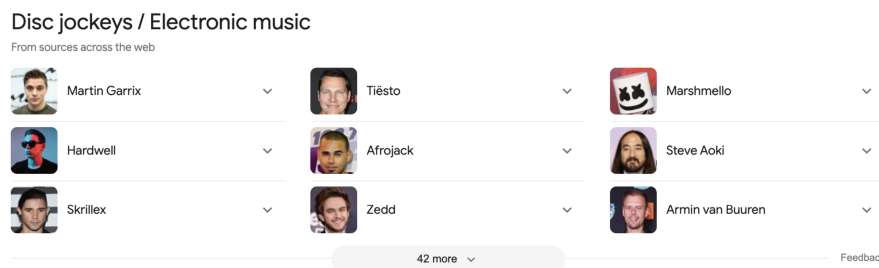 Disc jockeys / Electronic music
From sources across the web
Martin Garrix
Tiësto
Marshmello
Hardwell
Afrojack
Steve Aoki
Skrillex
Zedd
Armin van Buuren
42 more
Feedbac